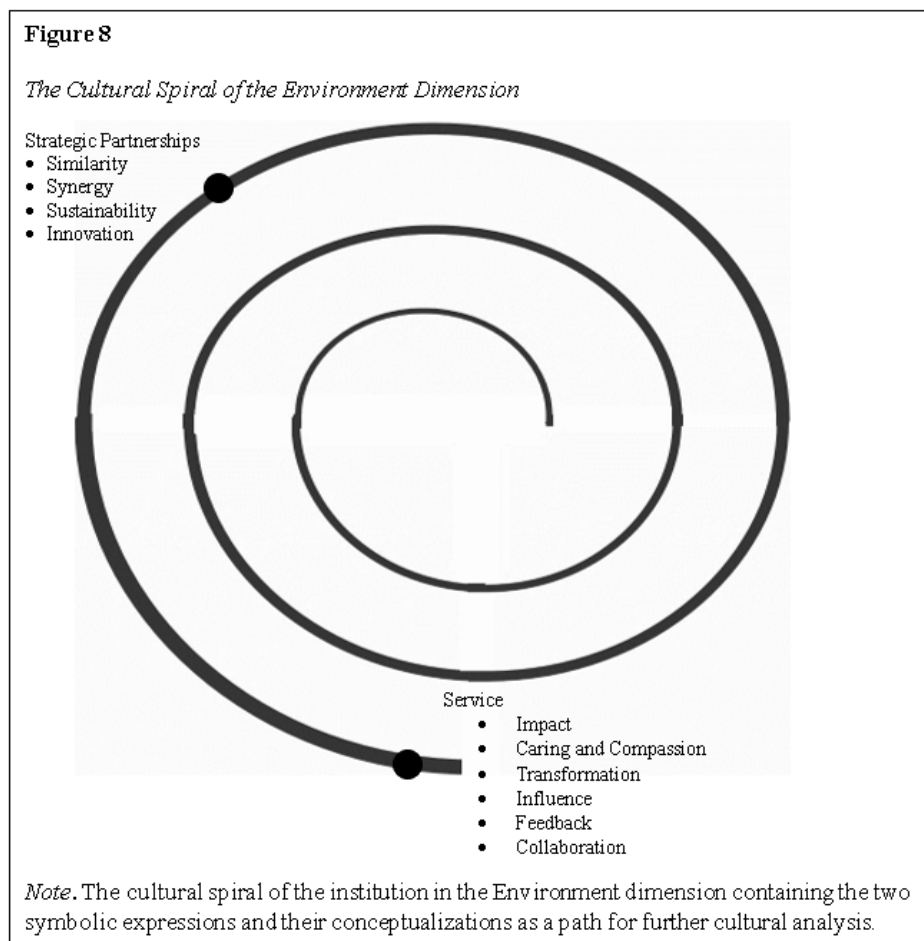 Figure 8
The Cultural Spiral of the Environment Dimension
Strategic Partnerships
• Similarity
• Synergy
• Sustainability
• Innovation
Service
• Impact
• Caring and Compassion
• Transformation
• Influence
• Feedback
• Collaboration
Note. The cultural spiral of the institution in the Environment dimension containing the two
symbolic expressions and their conceptualizations as a path for further cultural analysis.